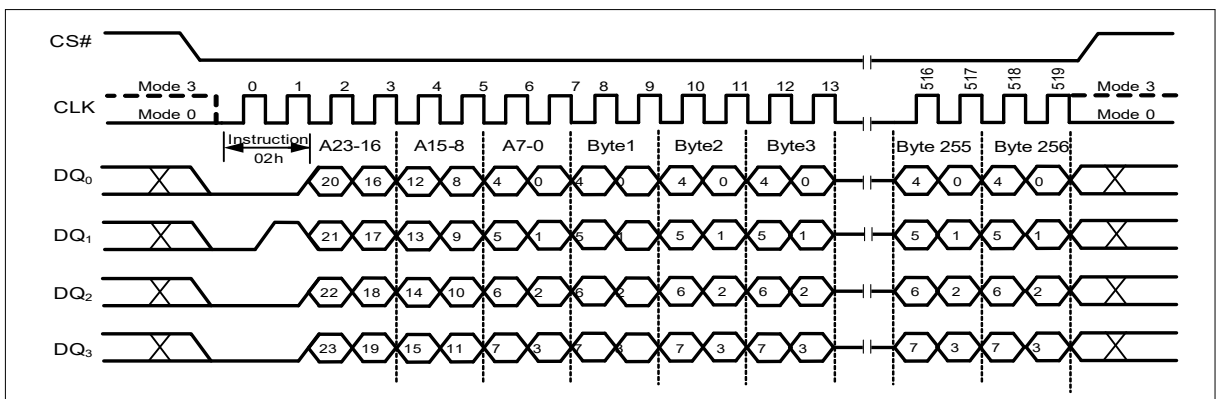 CS#
Mode 3 0 1 2 3 4 5 6 7 8 9 10 11 12 13 516 517 518 519 Mode 3
CLK
Mode 0 Mode 0
Instruction A23-16 A15-8 A7-0 Byte1 Byte2 Byte3 Byte 255 Byte 256
02h
DQ0 20 16 12 8 4 0 4 0 4 0 4 0 4 0 4 0
DQ1 21 17 13 9 5 1 5 1 5 1 5 1 5 1 5 1
DQ2 22 18 14 10 6 2 6 2 6 2 6 2 6 2 6 2
DQ3 23 19 15 11 7 3 7 3 7 3 7 3 7 3 7 3